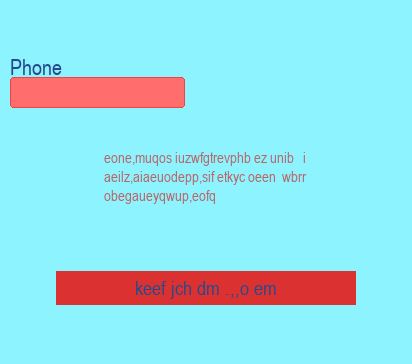 Phone
eone,muqos iuzwfgtrevphb ez unib  i
aeilz,aiaeuodepp,sif etkyc oeen  wbrr
obegaueyqwup,eofq
keef jch dm .,,o em